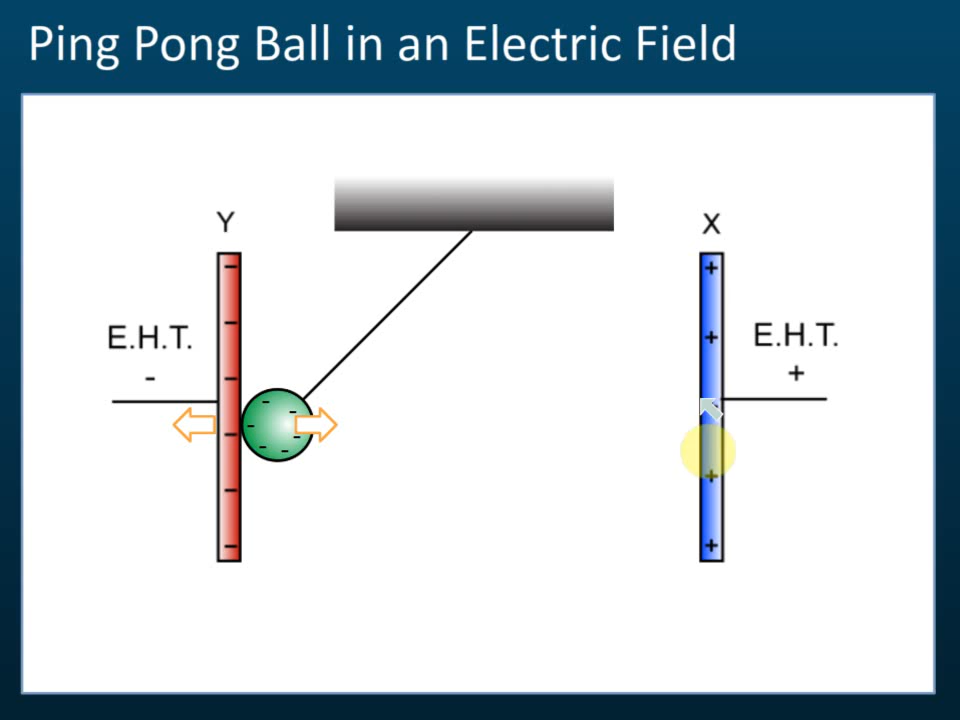 Ping Pong Ball in an Electric Field
Y
X
E.H.T.
-
E.H.T.
+